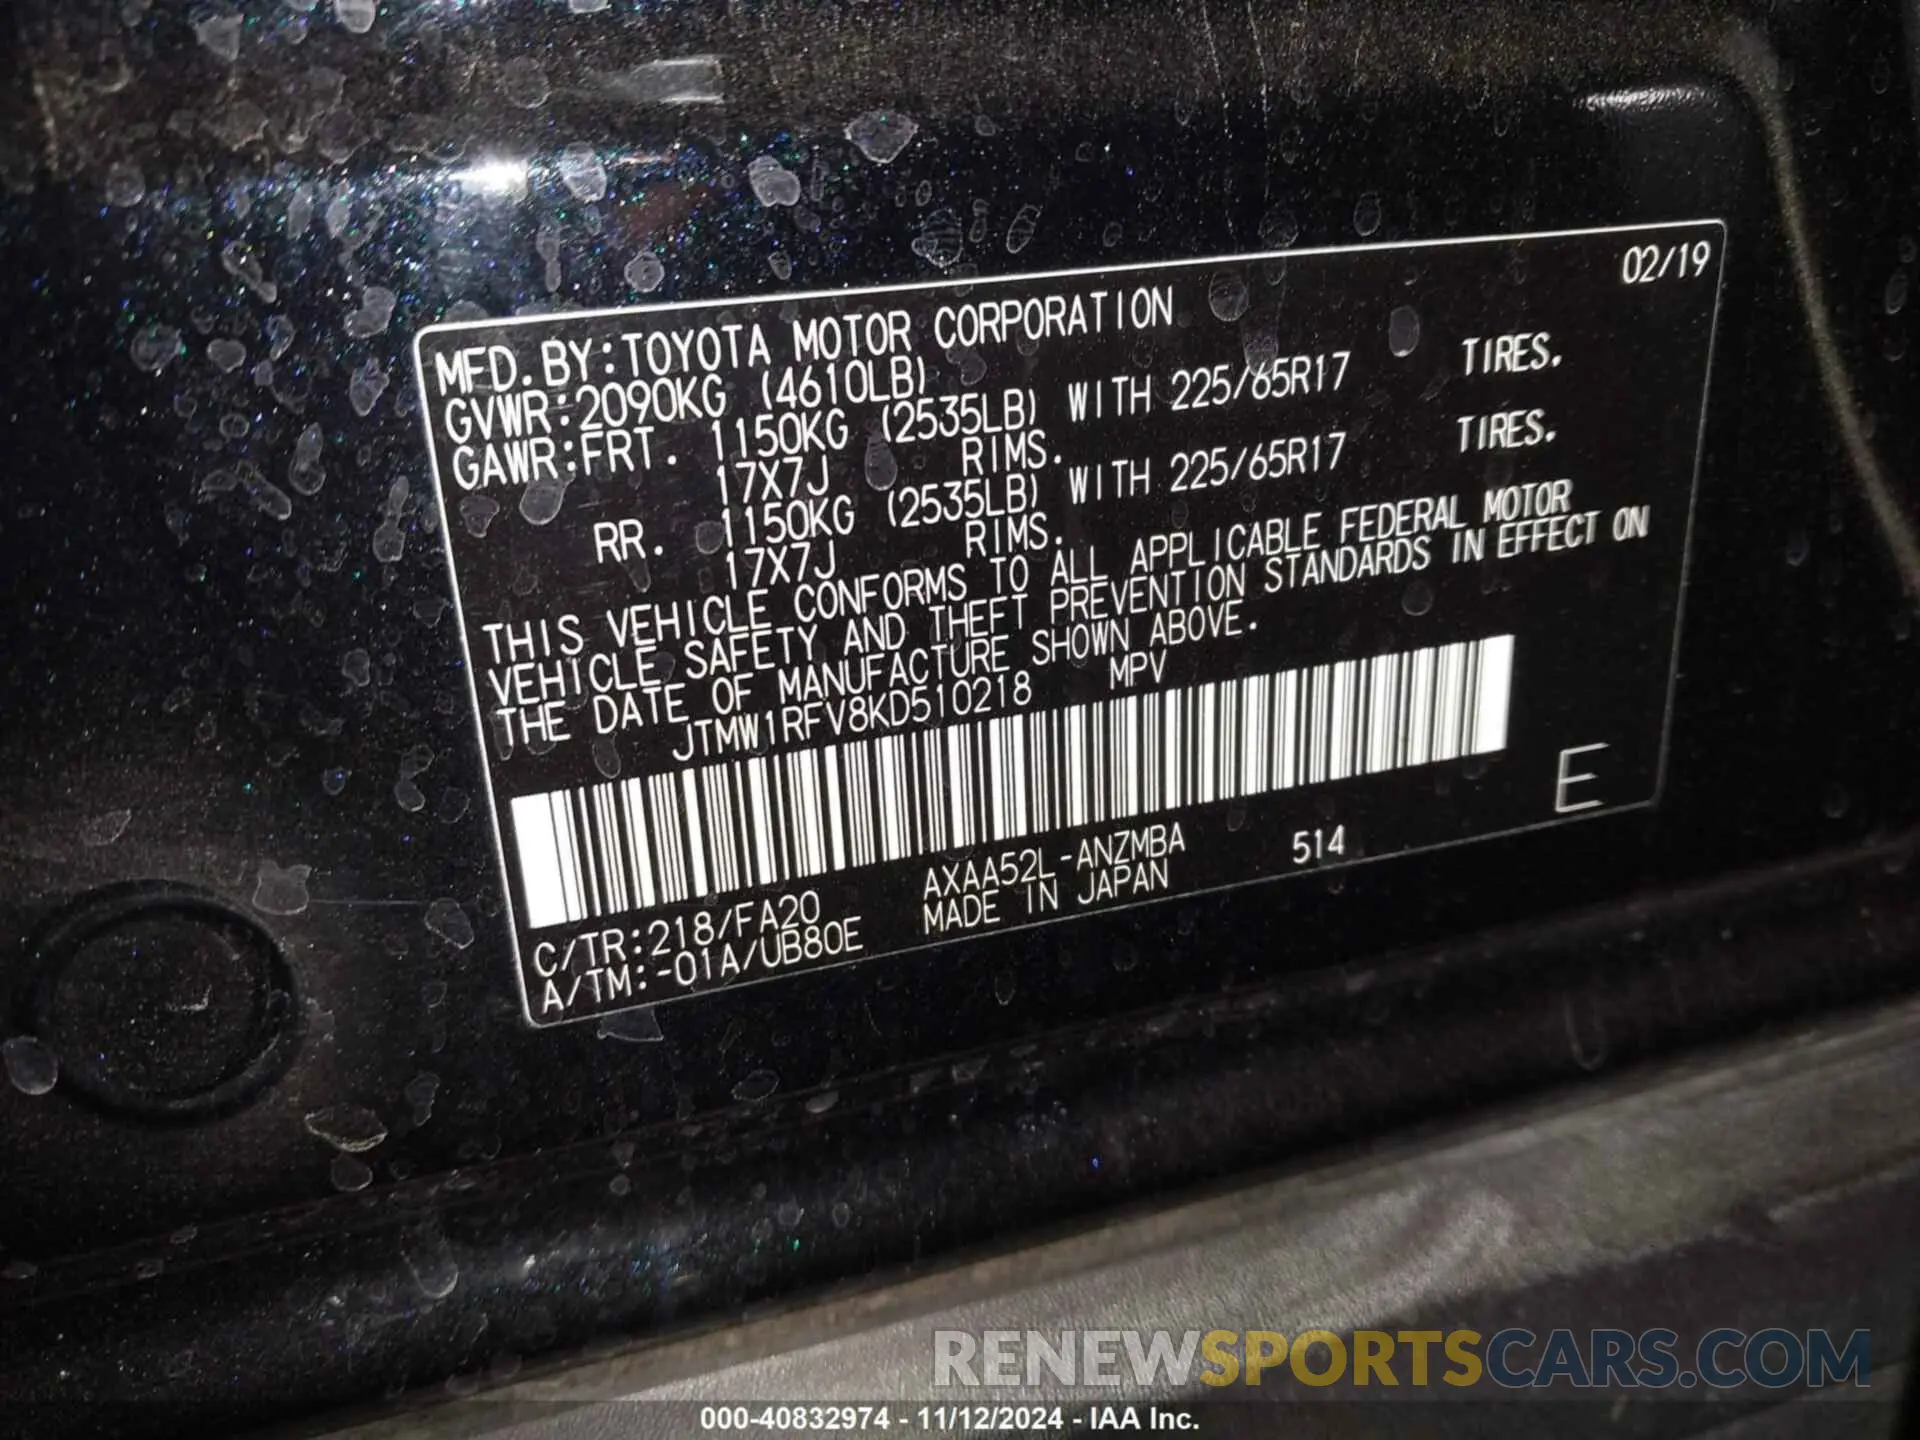 02/19
MFD.BY:TOYOTA MOTOR CORPORATION
GVWR:2090KG (4610LB)
GAWR:FRT. 1150KG (2535LB) WITH 225/65R17 TIRES.
17X7J RIMS.
RR. 1150KG (2535LB) WITH 225/65R17 TIRES.
17X7J RIMS.
THIS VEHICLE CONFORMS TO ALL APPLICABLE FEDERAL MOTOR
VEHICLE SAFETY AND THEFT PREVENTION STANDARDS IN EFFECT ON
THE DATE OF MANUFACTURE SHOWN ABOVE.
JTMW1RFV8KD510218 MPV
E
C/TR:218/FA20 AXAA52L-ANZMBA 514
A/TM:-01A/UB80E MADE IN JAPAN
RENEWSPORTSCARS.COM
000-40832974 - 11/12/2024 - IAA Inc.